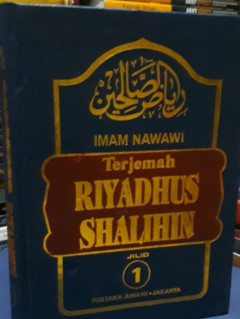 رياض الصالحين
IMAM NAWAWI
Terjemah
RIYADHUS
SHALIHIN
JILID
1
PUSTAKA AMANI - JAKARTA